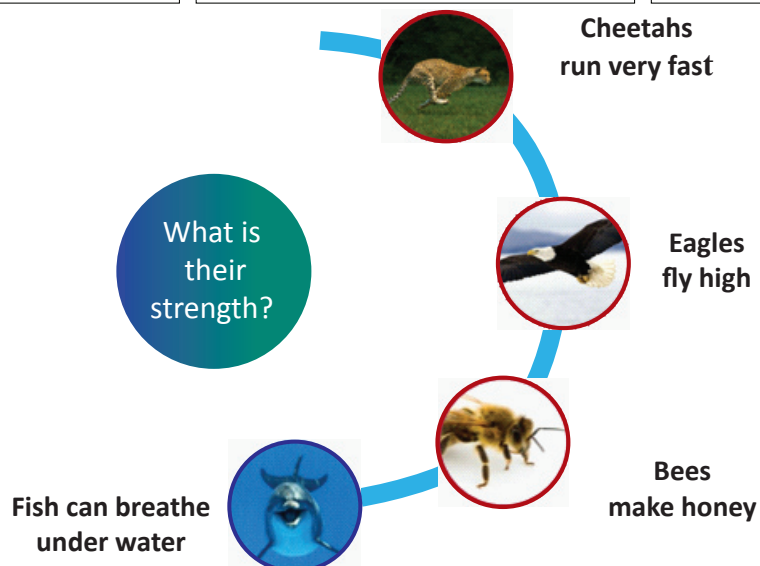 Cheetahs
run very fast
What is
their
strength?
Eagles
fly high
Bees
make honey
Fish can breathe
under water